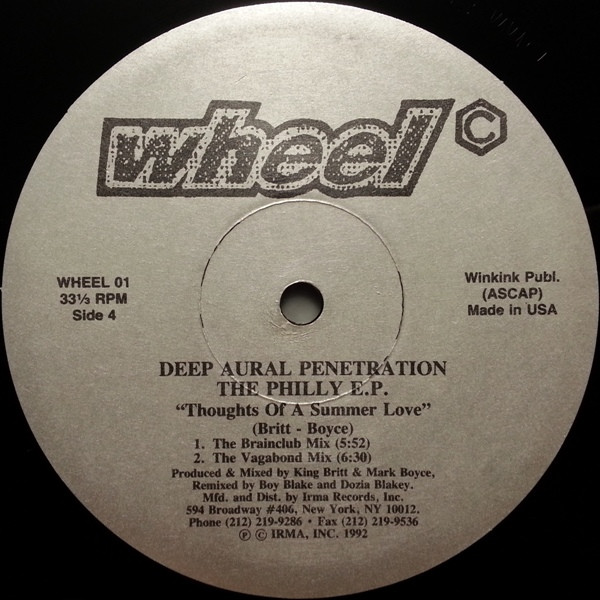 wheel ©
WHEEL 01
33⅓ RPM
Side 4
Winkink Publ.
(ASCAP)
Made in USA
DEEP AURAL PENETRATION
THE PHILLY E.P.
“Thoughts Of A Summer Love”
(Britt - Boyce)
1. The Brainclub Mix (5:52)
2. The Vagabond Mix (6:30)
Produced & Mixed by King Britt & Mark Boyce,
Remixed by Boy Blake and Dozia Blakey.
Mfd. and Dist. by Irma Records, Inc.
594 Broadway #406, New York, NY 10012.
Phone (212) 219-9286 • Fax (212) 219-9536
℗ © IRMA, INC. 1992